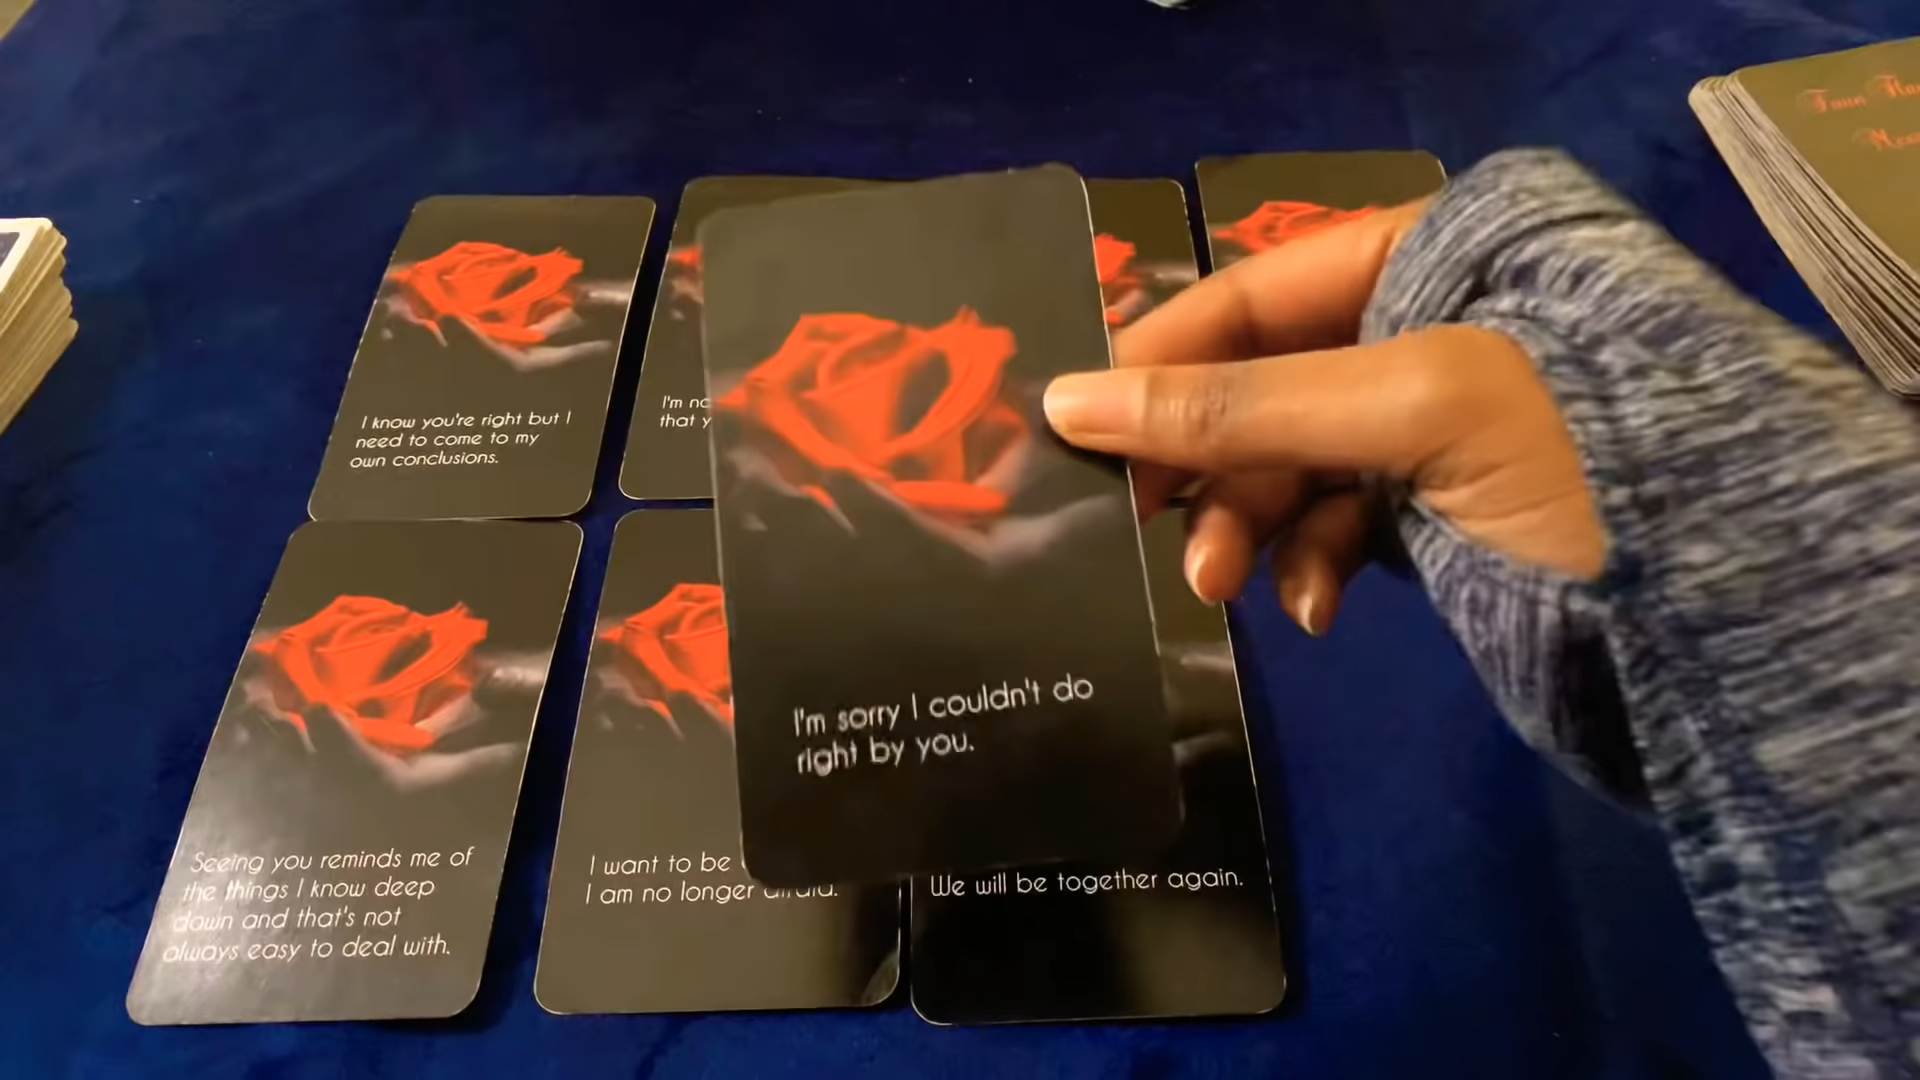 I know you're right but I
need to come to my
own conclusions.
I'm
that
I'm sorry I couldn't do
right by you.
Seeing you reminds me of
the things I know deep
down and that's not
always easy to deal with.
I want to be
I am no longer afraid.
We will be together again.